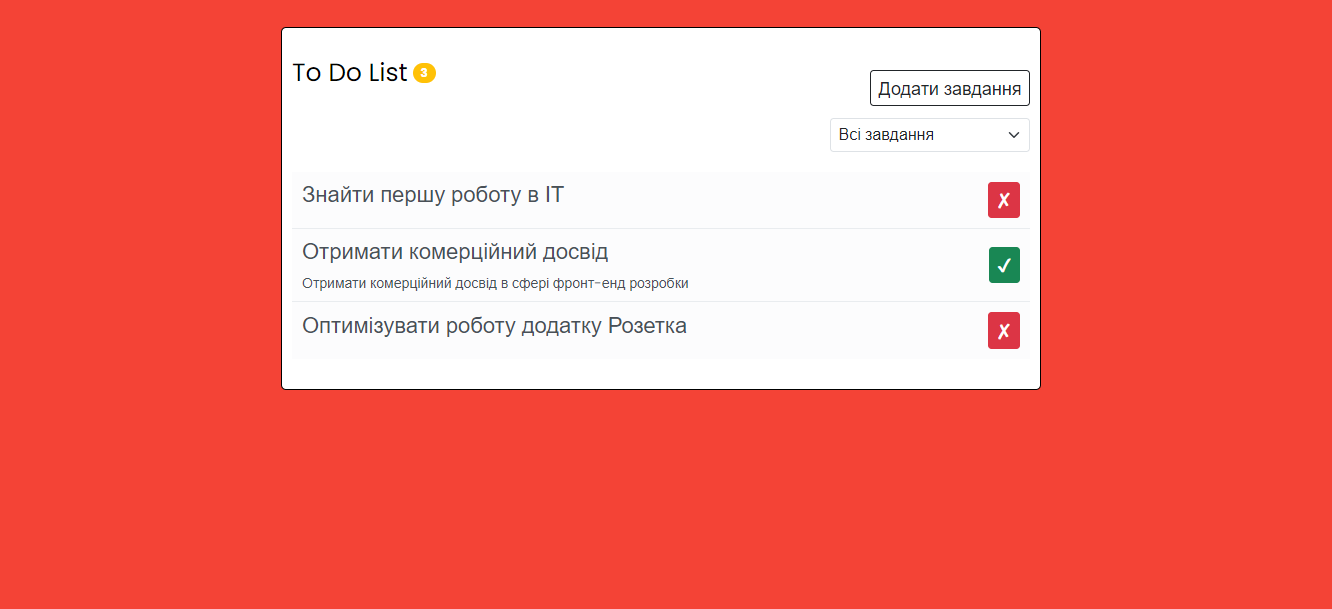 To Do List 3
Додати завдання
Всі завдання
Знайти першу роботу в ІТ
✗
Отримати комерційний досвід
✓
Отримати комерційний досвід в сфері фронт-енд розробки
Оптимізувати роботу додатку Розетка
✗